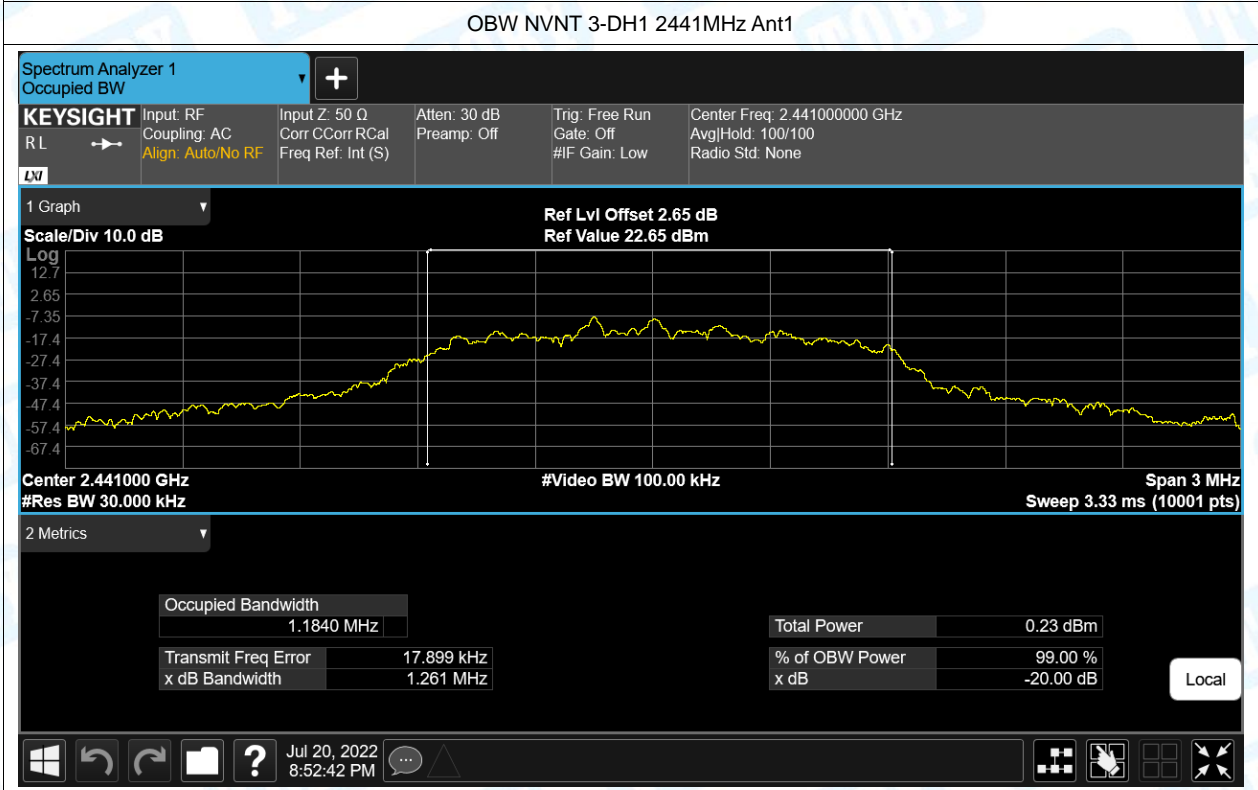 OBW NVNT 3-DH1 2441MHz Ant1
Spectrum Analyzer 1
Occupied BW
KEYSIGHT
R L
LXI
Input: RF
Coupling: AC
Align: Auto/No RF
Input Z: 50 Ω
Corr CCorr RCal
Freq Ref: Int (S)
Atten: 30 dB
Preamp: Off
Trig: Free Run
Gate: Off
#IF Gain: Low
Center Freq: 2.441000000 GHz
Avg|Hold: 100/100
Radio Std: None
1 Graph
Scale/Div 10.0 dB
Ref Lvl Offset 2.65 dB
Ref Value 22.65 dBm
Log
12.7
2.65
-7.35
-17.4
-27.4
-37.4
-47.4
-57.4
-67.4
Center 2.441000 GHz
#Video BW 100.00 kHz
Span 3 MHz
#Res BW 30.000 kHz
Sweep 3.33 ms (10001 pts)
2 Metrics
Occupied Bandwidth
1.1840 MHz
Total Power 0.23 dBm
Transmit Freq Error 17.899 kHz
% of OBW Power 99.00 %
x dB Bandwidth 1.261 MHz
x dB -20.00 dB
Local
?
Jul 20, 2022
8:52:42 PM